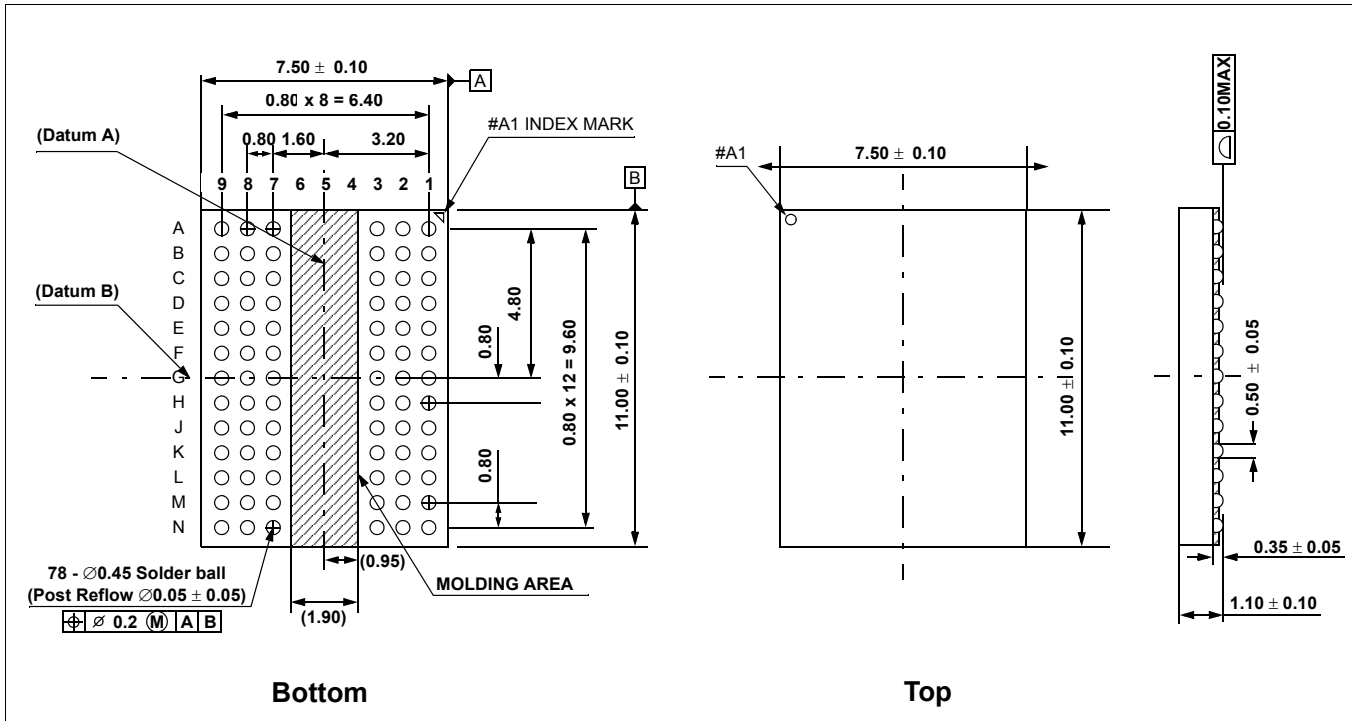 7.50 ± 0.10
A
0.80 x 8 = 6.40
(Datum A)
#A1 INDEX MARK
0.80 1.60 3.20
9 8 7 6 5 4 3 2 1
B
A
B
C
D
E
F
G
H
J
K
L
M
N
(Datum B)
4.80
0.80
0.80 x 12 = 9.60
11.00 ± 0.10
0.80
(0.95)
MOLDING AREA
(1.90)
78 - ∅0.45 Solder ball
(Post Reflow ∅0.05 ± 0.05)
⌖ ∅ 0.2 Ⓜ A B
Bottom
#A1
7.50 ± 0.10
11.00 ± 0.10
Top
0.10MAX
0.50 ± 0.05
0.35 ± 0.05
1.10 ± 0.10